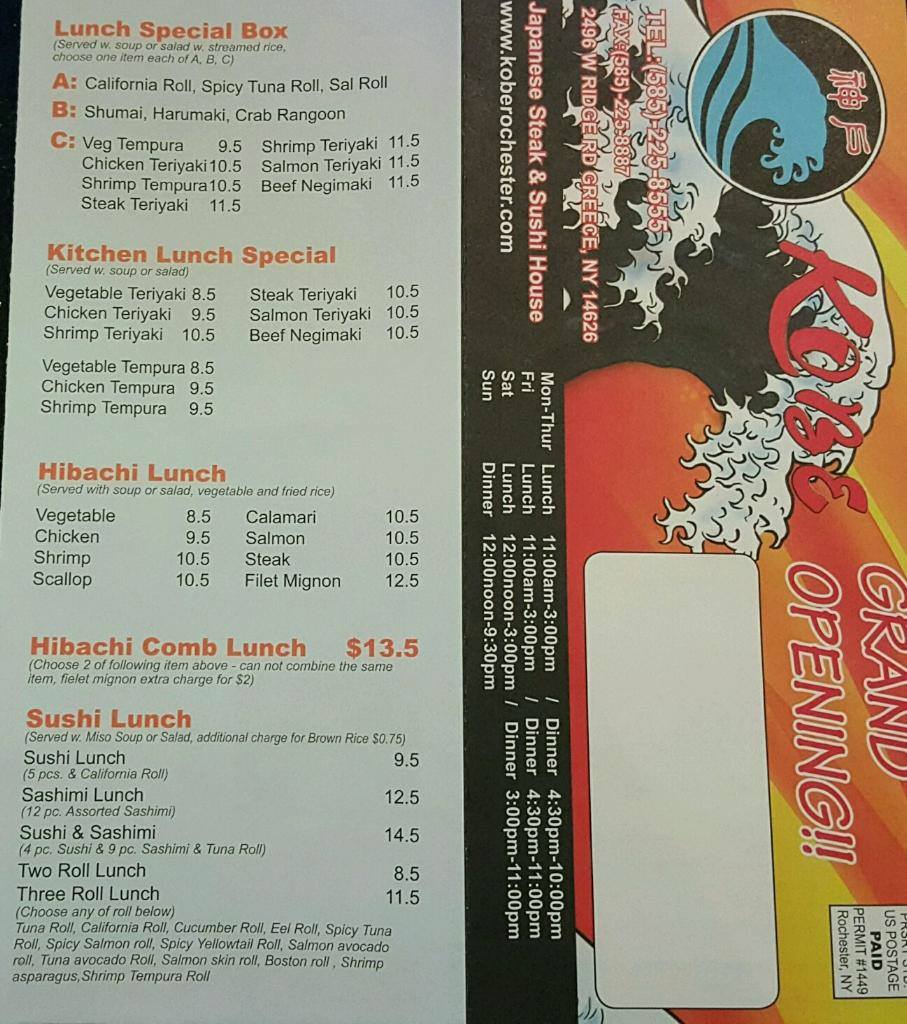 Lunch Special Box
(Served w. soup or salad w. streamed rice,
choose one item each of A, B, C)
A: California Roll, Spicy Tuna Roll, Sal Roll
B: Shumai, Harumaki, Crab Rangoon
C: Veg Tempura 9.5 Shrimp Teriyaki 11.5
Chicken Teriyaki 10.5 Salmon Teriyaki 11.5
Shrimp Tempura 10.5 Beef Negimaki 11.5
Steak Teriyaki 11.5
Kitchen Lunch Special
(Served w. soup or salad)
Vegetable Teriyaki 8.5 Steak Teriyaki 10.5
Chicken Teriyaki 9.5 Salmon Teriyaki 10.5
Shrimp Teriyaki 10.5 Beef Negimaki 10.5
Vegetable Tempura 8.5
Chicken Tempura 9.5
Shrimp Tempura 9.5
Hibachi Lunch
(Served with soup or salad, vegetable and fried rice)
Vegetable 8.5 Calamari 10.5
Chicken 9.5 Salmon 10.5
Shrimp 10.5 Steak 10.5
Scallop 10.5 Filet Mignon 12.5
Hibachi Comb Lunch $13.5
(Choose 2 of following item above - can not combine the same
item, fielet mignon extra charge for $2)
Sushi Lunch
(Served w. Miso Soup or Salad, additional charge for Brown Rice $0.75)
Sushi Lunch 9.5
(5 pcs. & California Roll)
Sashimi Lunch 12.5
(12 pc. Assorted Sashimi)
Sushi & Sashimi 14.5
(4 pc. Sushi & 9 pc. Sashimi & Tuna Roll)
Two Roll Lunch 8.5
Three Roll Lunch 11.5
(Choose any of roll below)
Tuna Roll, California Roll, Cucumber Roll, Eel Roll, Spicy Tuna
Roll, Spicy Salmon roll, Spicy Yellowtail Roll, Salmon avocado
roll, Tuna avocado Roll, Salmon skin roll, Boston roll , Shrimp
asparagus,Shrimp Tempura Roll
神戸
KOBE
GRAND
OPENING!!
TEL:(585)-225-8555
FAX:(585)-225-8887
2496 W RIDGE RD GREECE, NY 14626
Japanese Steak & Sushi House
www.koberochester.com
Mon-Thur Lunch 11:00am-3:00pm / Dinner 4:30pm-10:00pm
Fri Lunch 11:00am-3:00pm / Dinner 4:30pm-11:00pm
Sat Lunch 12:00noon-3:00pm / Dinner 3:00pm-11:00pm
Sun Dinner 12:00noon-9:30pm
PRSRT STD.
US POSTAGE
PAID
PERMIT #1449
Rochester, NY